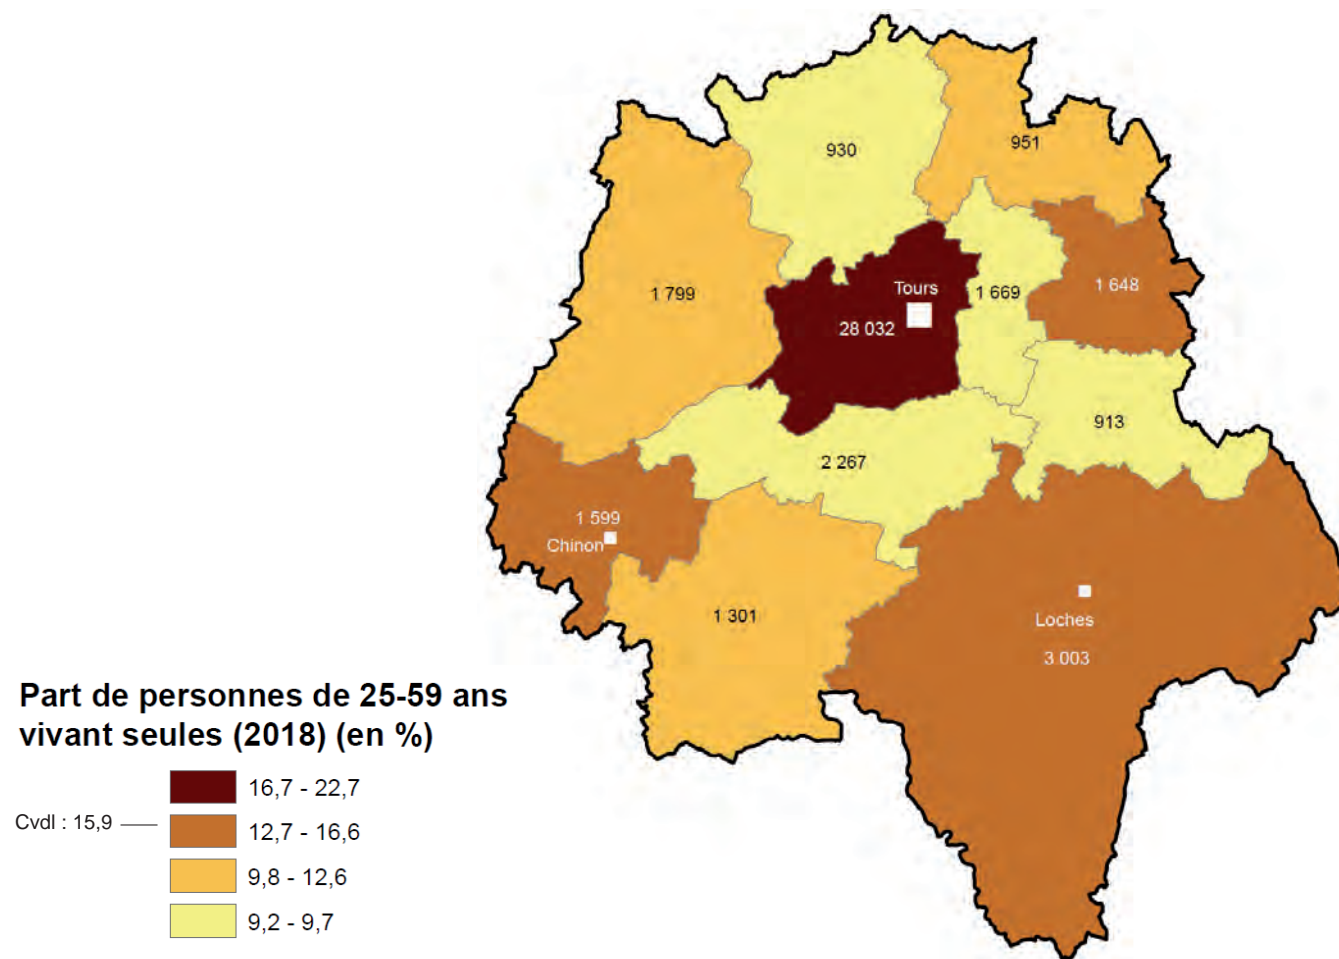 930
951
1 799
Tours
28 032
1 669
1 648
913
2 267
1 599
Chinon
1 301
Loches
3 003
Part de personnes de 25-59 ans
vivant seules (2018) (en %)
16,7 - 22,7
Cvdl : 15,9
12,7 - 16,6
9,8 - 12,6
9,2 - 9,7